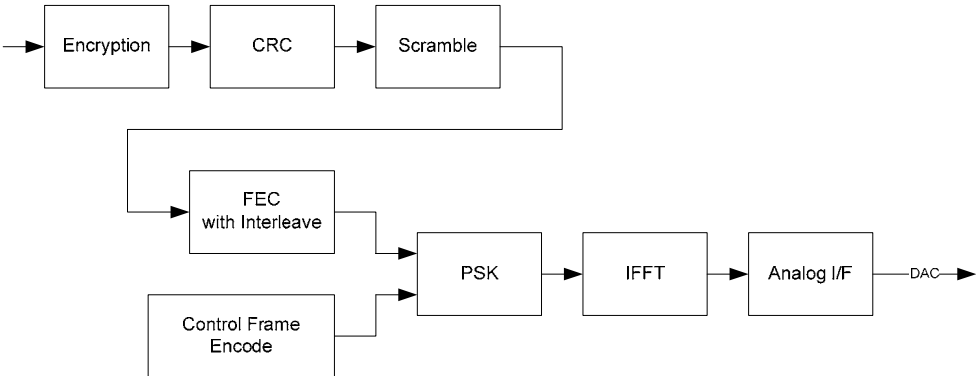 Encryption
CRC
Scramble
FEC
with Interleave
PSK
IFFT
Analog I/F
DAC
Control Frame
Encode